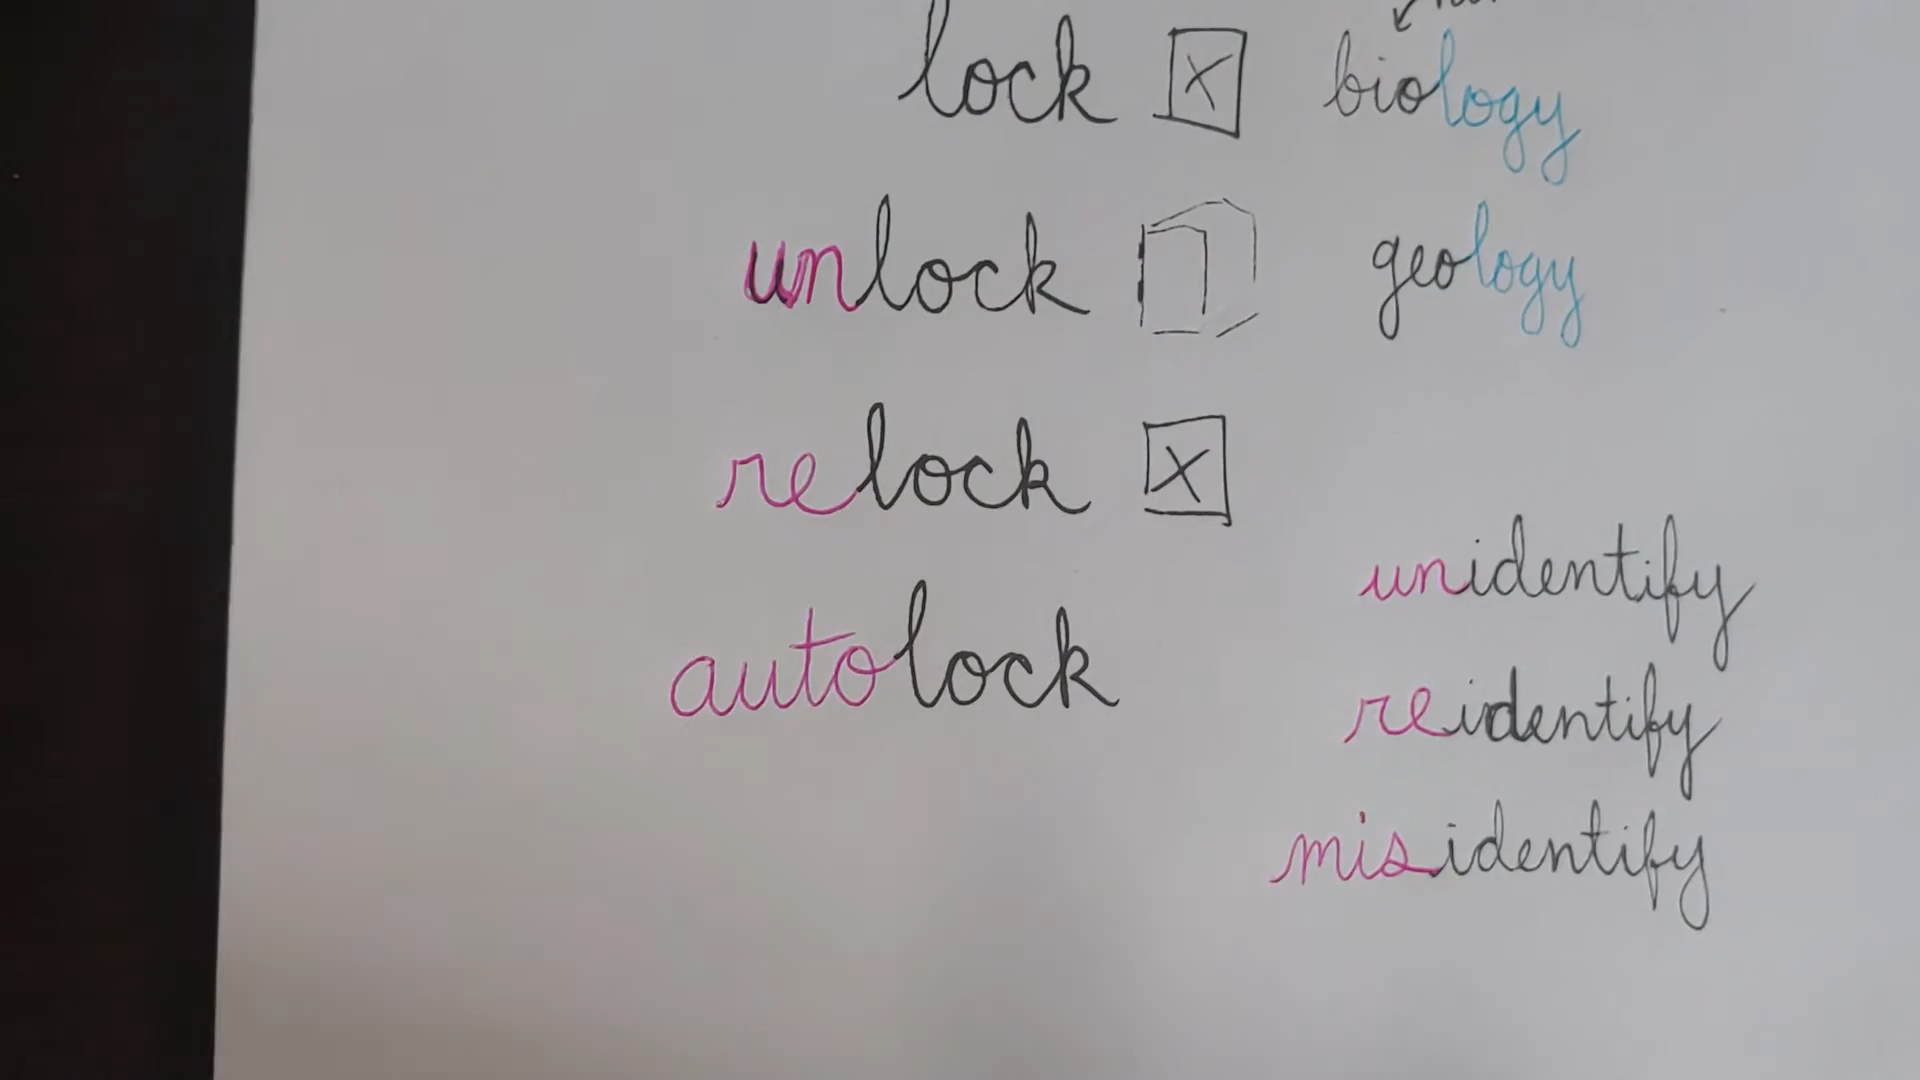 lock biology
unlock geology
relock
unidentify
autolock
reidentify
misidentify